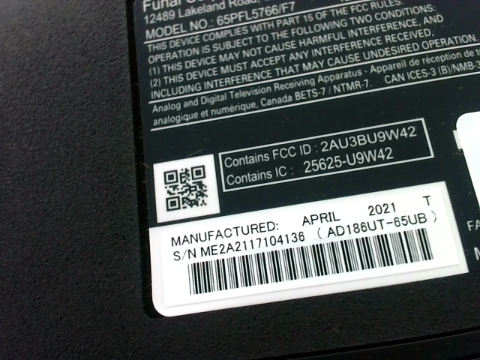 Funai
12489 Lakeland Road,
MODEL NO.: 65PFL5766/F7
THIS DEVICE COMPLIES WITH PART 15 OF THE FCC RULES.
OPERATION IS SUBJECT TO THE FOLLOWING TWO CONDITIONS:
(1) THIS DEVICE MAY NOT CAUSE HARMFUL INTERFERENCE, AND
(2) THIS DEVICE MUST ACCEPT ANY INTERFERENCE RECEIVED,
INCLUDING INTERFERENCE THAT MAY CAUSE UNDESIRED
Analog and Digital Television Receiving Apparatus - Appareil de réception de
analogique et numérique, Canada BETS-7 / NTMR-7. CAN ICES-3 (B)/NMB-3
Contains FCC ID : 2AU3BU9W42
Contains IC : 25625-U9W42
MANUFACTURED: APRIL 2021 T
S/N ME2A2117104136 (AD186UT-65UB)